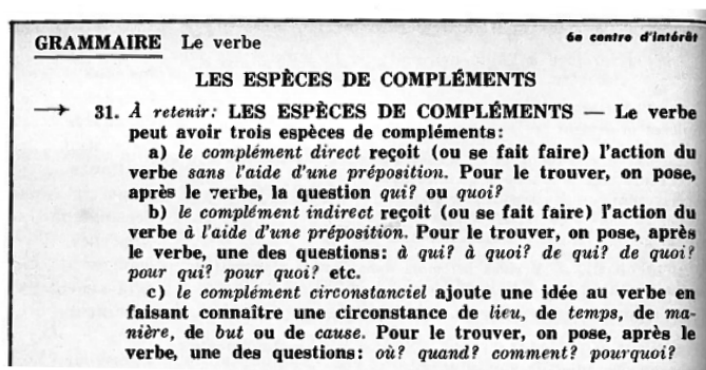 GRAMMAIRE Le verbe 6e centre d'intérêt
LES ESPÈCES DE COMPLÉMENTS
→ 31. À retenir: LES ESPÈCES DE COMPLÉMENTS — Le verbe
peut avoir trois espèces de compléments:
a) le complément direct reçoit (ou se fait faire) l'action du
verbe sans l'aide d'une préposition. Pour le trouver, on pose,
après le verbe, la question qui? ou quoi?
b) le complément indirect reçoit (ou se fait faire) l'action du
verbe à l'aide d'une préposition. Pour le trouver, on pose, après
le verbe, une des questions: à qui? à quoi? de qui? de quoi?
pour qui? pour quoi? etc.
c) le complément circonstanciel ajoute une idée au verbe en
faisant connaître une circonstance de lieu, de temps, de ma-
nière, de but ou de cause. Pour le trouver, on pose, après le
verbe, une des questions: où? quand? comment? pourquoi?